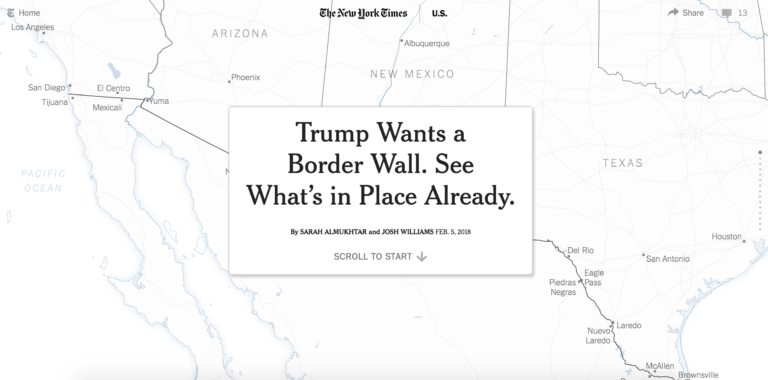 Home
The New York Times
U.S.
Share
13
Los Angeles
ARIZONA
Albuquerque
NEW MEXICO
Phoenix
San Diego
El Centro
Tijuana
Mexicali
Yuma
Trump Wants a
Border Wall. See
What's in Place Already.
By SARAH ALMUKHTAR and JOSH WILLIAMS FEB. 5, 2018
SCROLL TO START
PACIFIC
OCEAN
TEXAS
Houston
Del Rio
San Antonio
Eagle
Pass
Piedras
Negras
Laredo
Nuevo
Laredo
McAllen
Brownsville